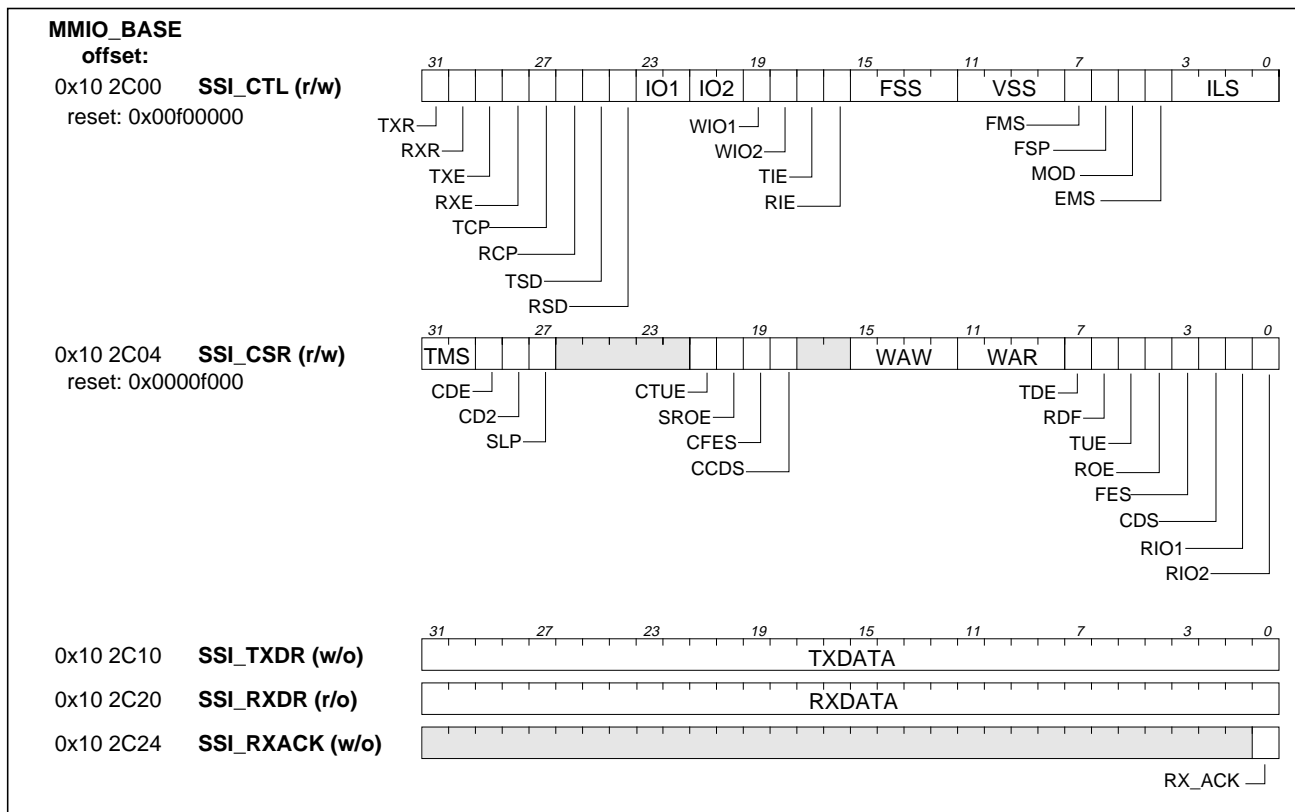 MMIO_BASE
offset:
31 27 23 19 15 11 7 3 0
0x10 2C00 SSI_CTL (r/w) IO1 IO2 FSS VSS ILS
reset: 0x00f00000
TXR WIO1 FMS
RXR WIO2 FSP
TXE TIE MOD
RXE RIE EMS
TCP
RCP
TSD
RSD
31 27 23 19 15 11 7 3 0
0x10 2C04 SSI_CSR (r/w) TMS WAW WAR
reset: 0x0000f000
CDE CTUE TDE
CD2 SROE RDF
SLP CFES TUE
CCDS ROE
FES
CDS
RIO1
RIO2
31 27 23 19 15 11 7 3 0
0x10 2C10 SSI_TXDR (w/o) TXDATA
0x10 2C20 SSI_RXDR (r/o) RXDATA
0x10 2C24 SSI_RXACK (w/o)
RX_ACK